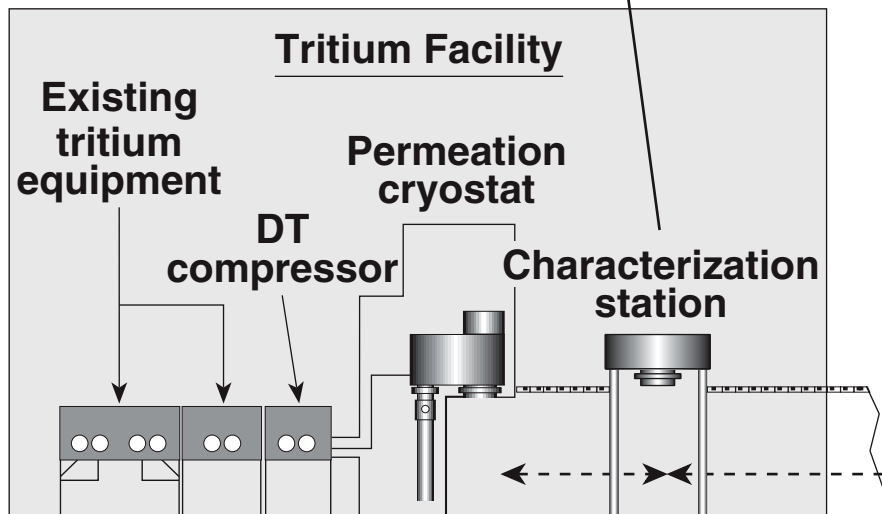 Tritium Facility
Existing
tritium
equipment
Permeation
cryostat
DT
compressor
Characterization
station